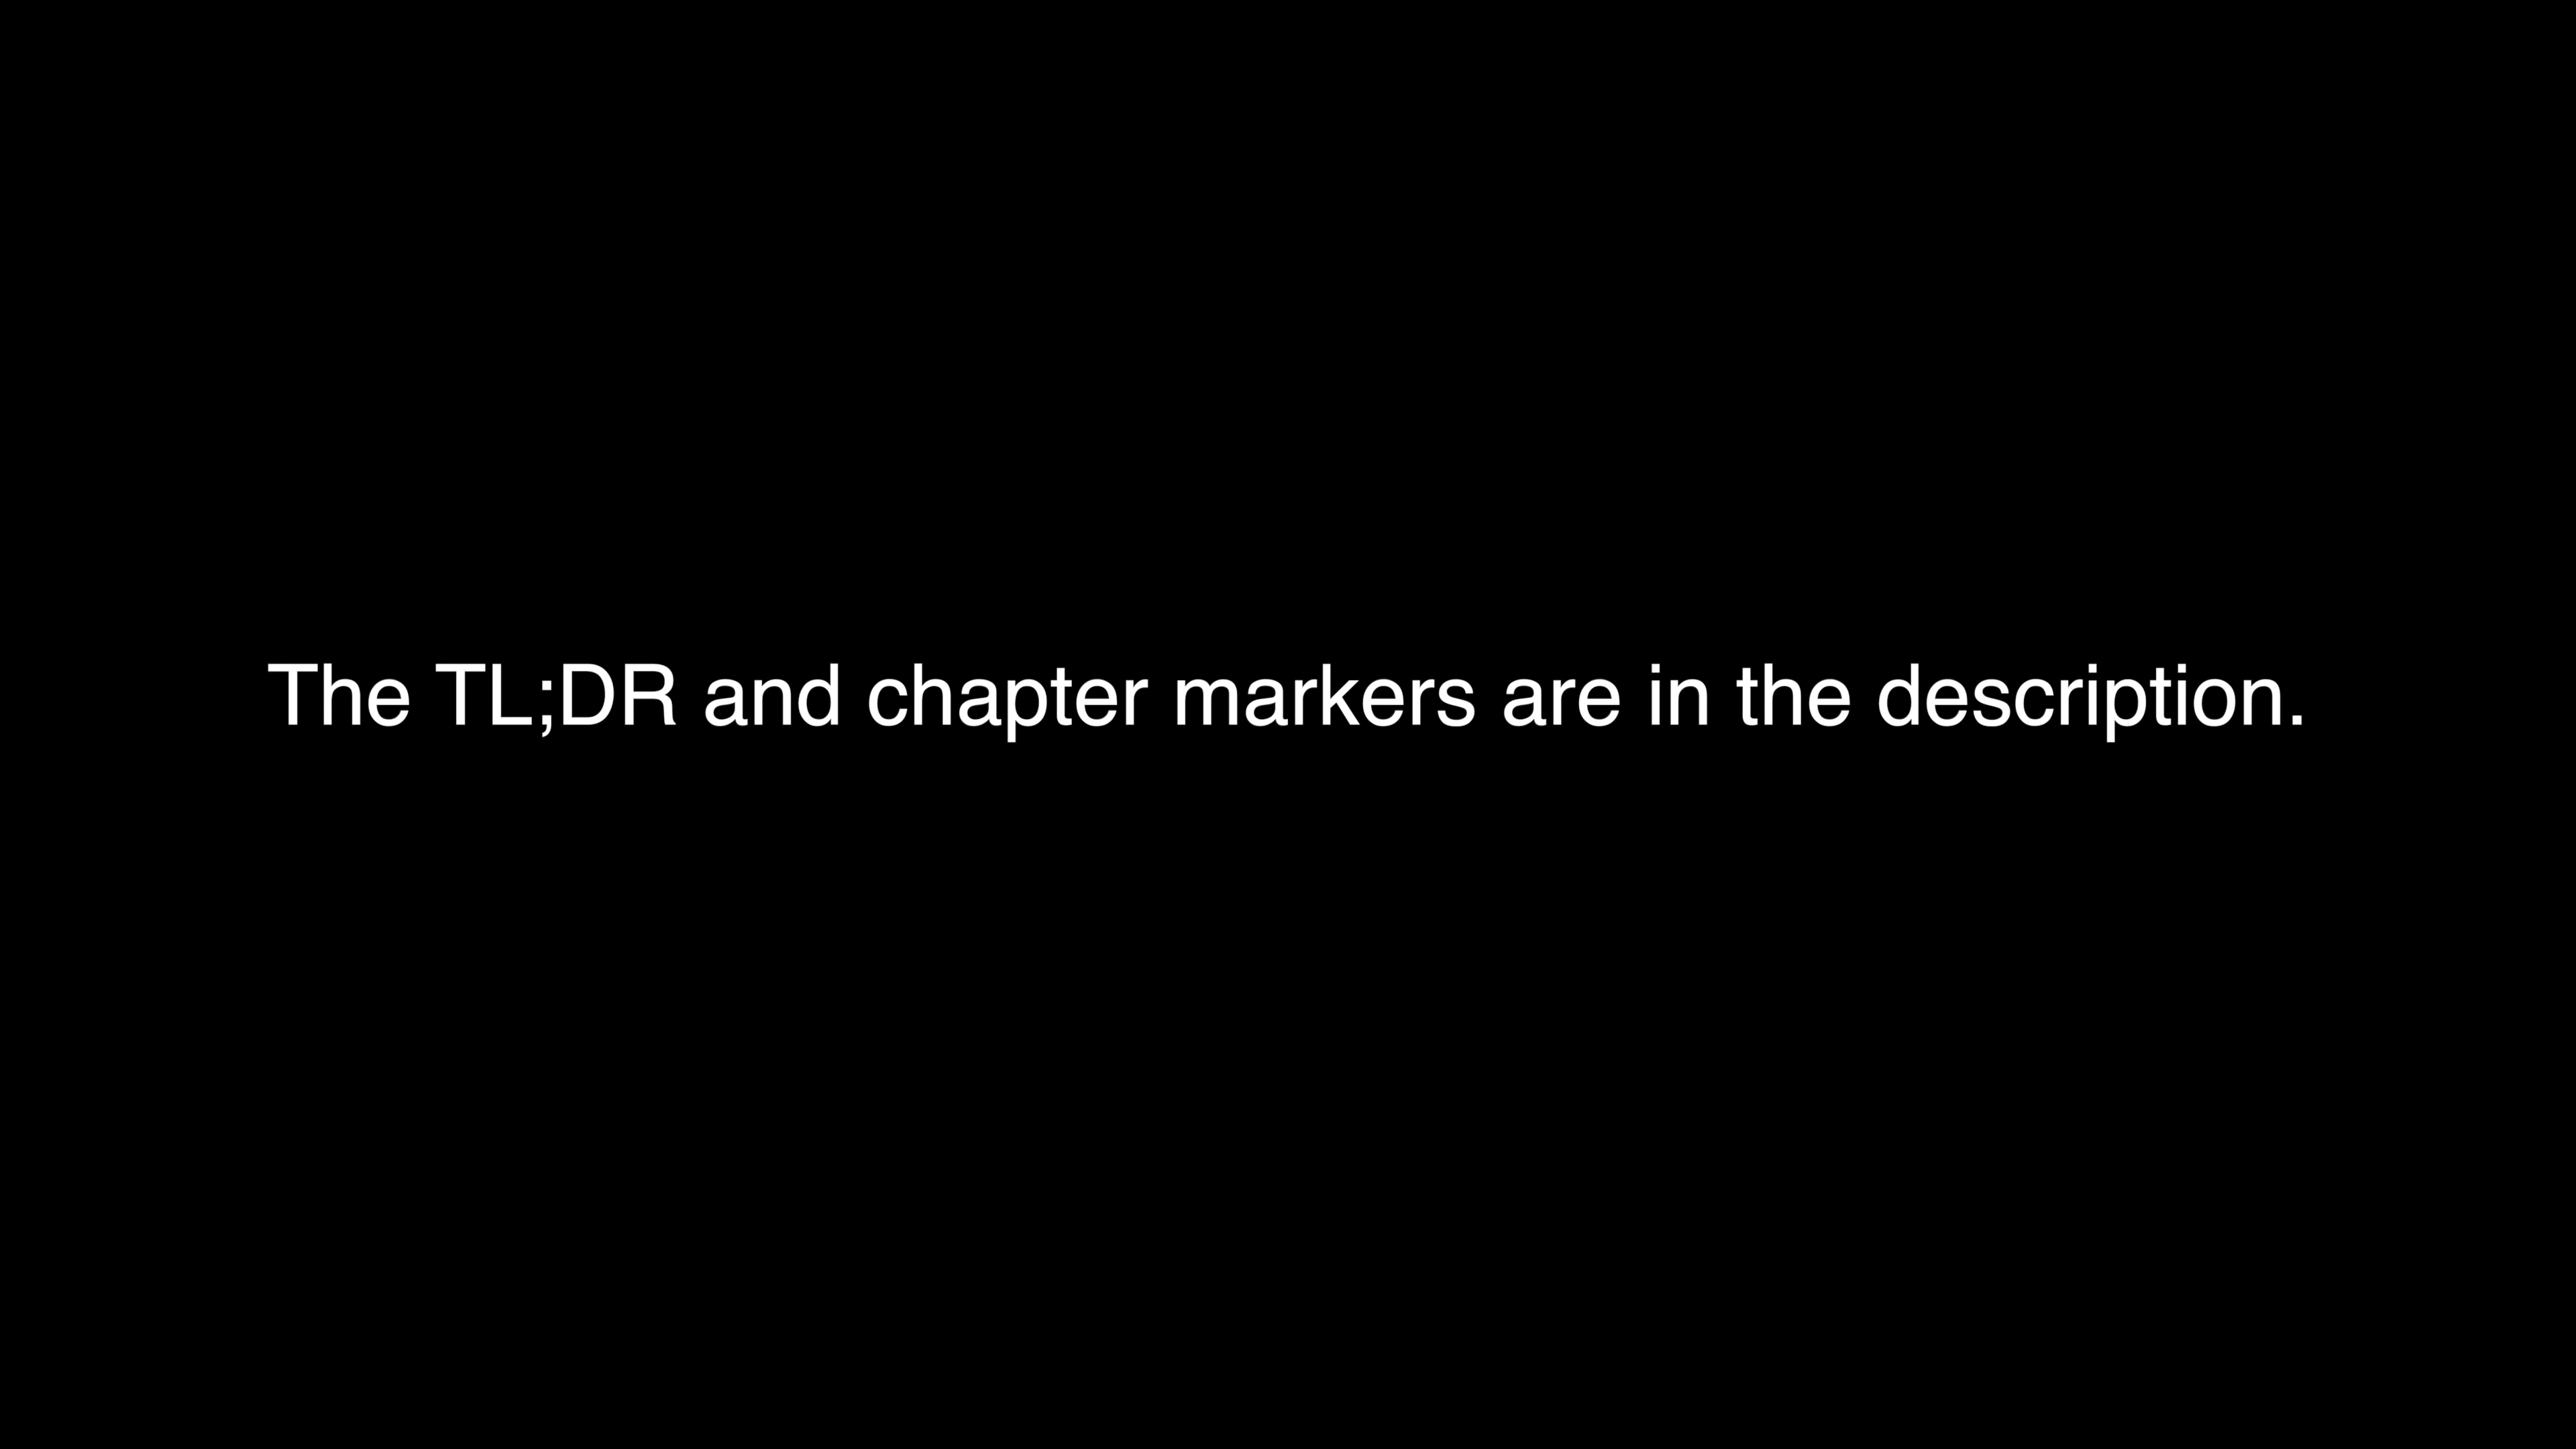 The TL;DR and chapter markers are in the description.